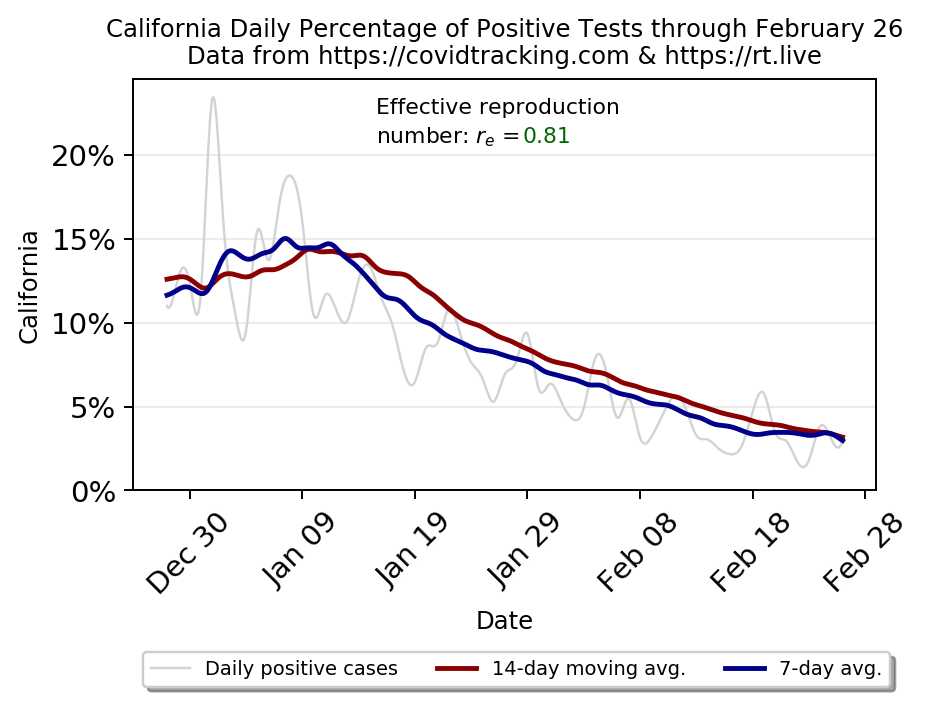 California Daily Percentage of Positive Tests through February 26
Data from https://covidtracking.com & https://rt.live
Effective reproduction
number: rₑ =0.81
20%
15%
10%
5%
0%
California
Dec 30
Jan 09
Jan 19
Jan 29
Feb 08
Feb 18
Feb 28
Date
Daily positive cases
14-day moving avg.
7-day avg.